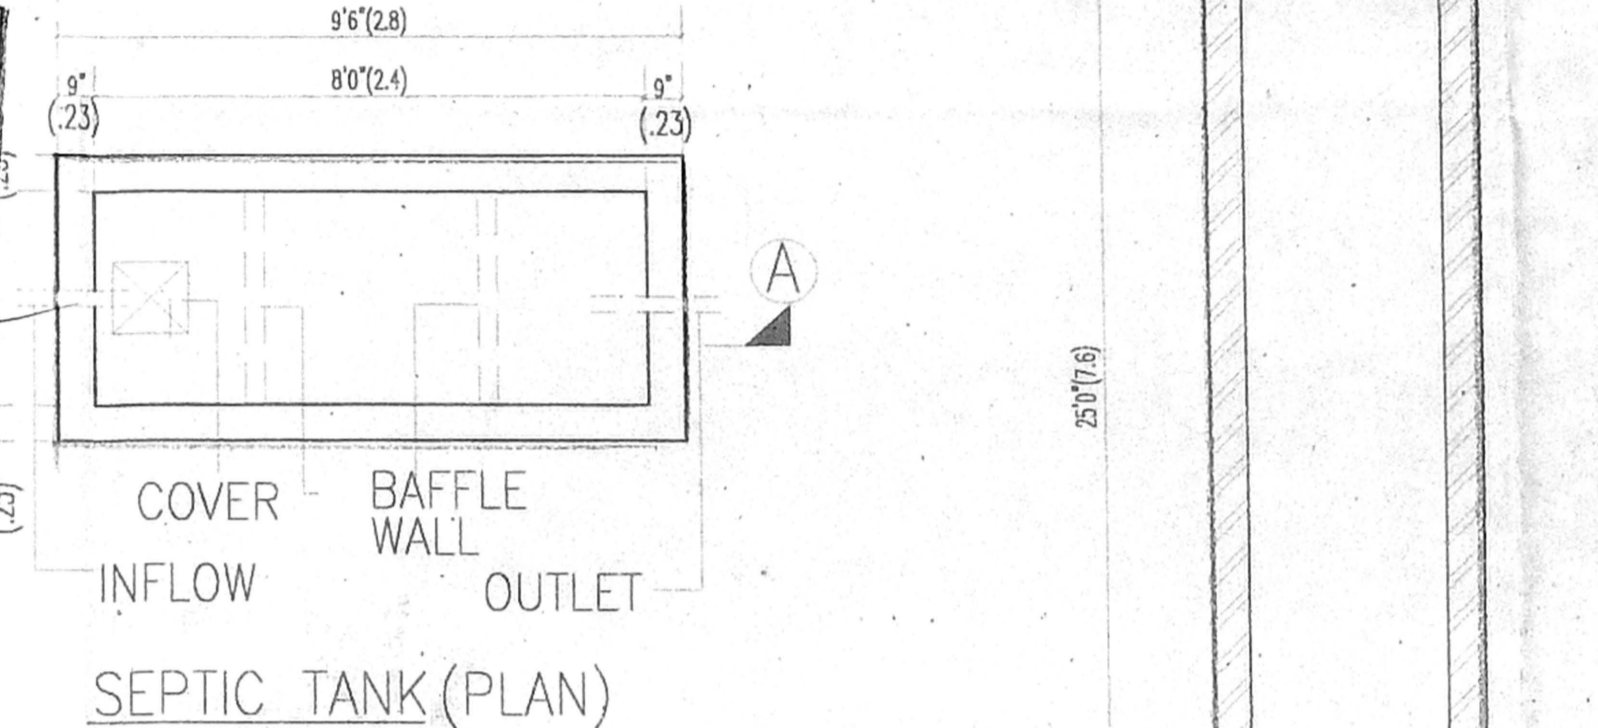 9'6"(2.8)
9" 8'0"(2.4) 9"
(.23) (.23)
A
25'0"(7.6)
COVER
BAFFLE
WALL
INFLOW
OUTLET
SEPTIC TANK (PLAN)